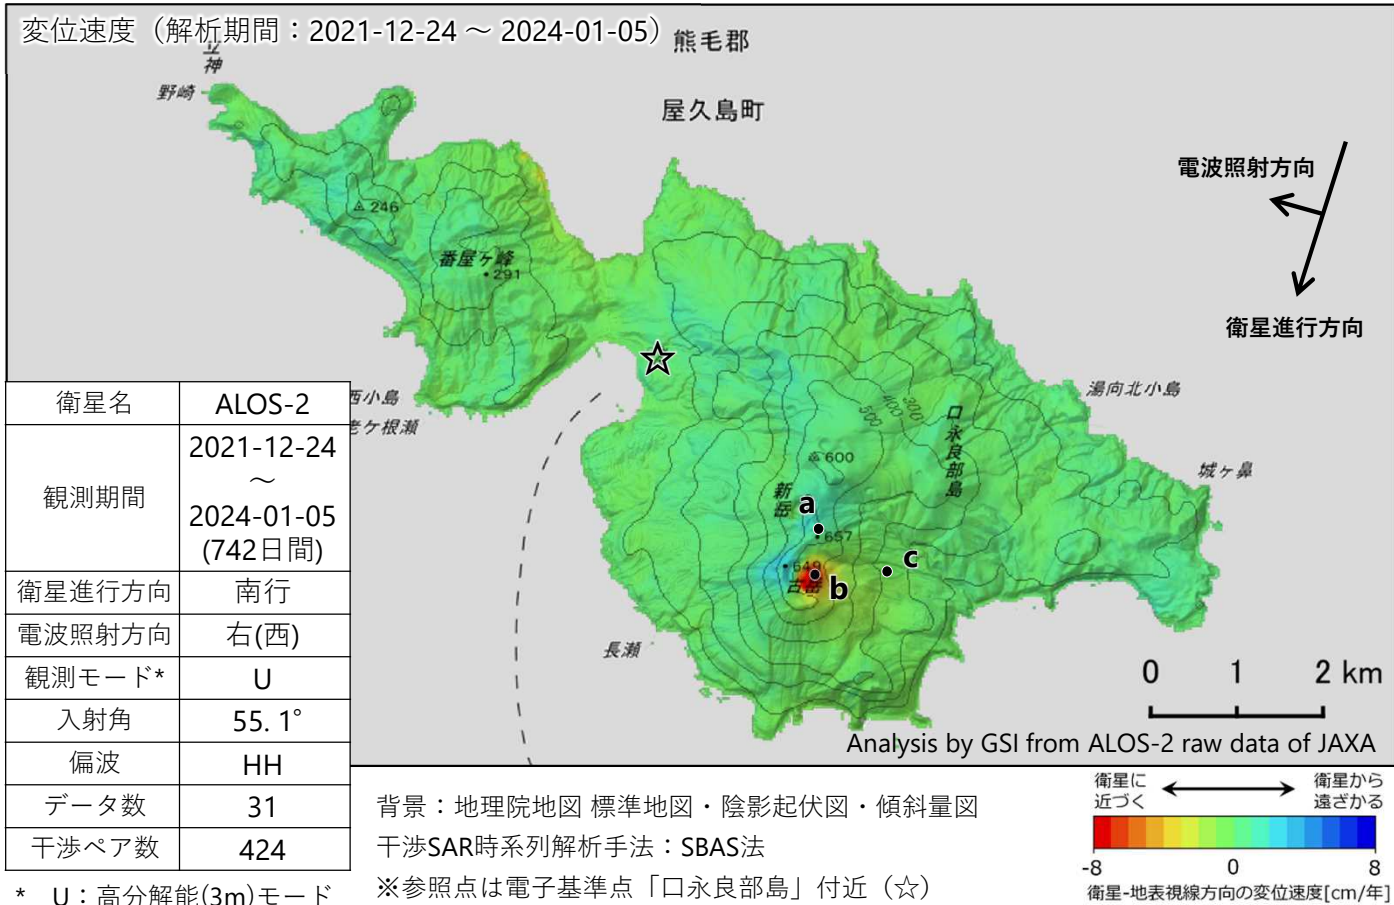 変位速度（解析期間：2021-12-24 ～ 2024-01-05）
熊毛郡
立神
野崎
屋久島町
電波照射方向
衛星進行方向
246
番屋ヶ峰
291
湯向北小島
西小島
老ケ根瀬
300
400
500
口永良部島
600
城ヶ鼻
新岳
a
657
649
c
b
古岳
長瀬
0 1 2 km
Analysis by GSI from ALOS-2 raw data of JAXA
衛星名 ALOS-2
観測期間 2021-12-24
～
2024-01-05
(742日間)
衛星進行方向 南行
電波照射方向 右(西)
観測モード* U
入射角 55. 1°
偏波 HH
データ数 31
干渉ペア数 424
* U：高分解能(3m)モード
背景：地理院地図 標準地図・陰影起伏図・傾斜量図
干渉SAR時系列解析手法：SBAS法
※参照点は電子基準点「口永良部島」付近（☆）
衛星に
近づく
衛星から
遠ざかる
-8 0 8
衛星-地表視線方向の変位速度[cm/年]